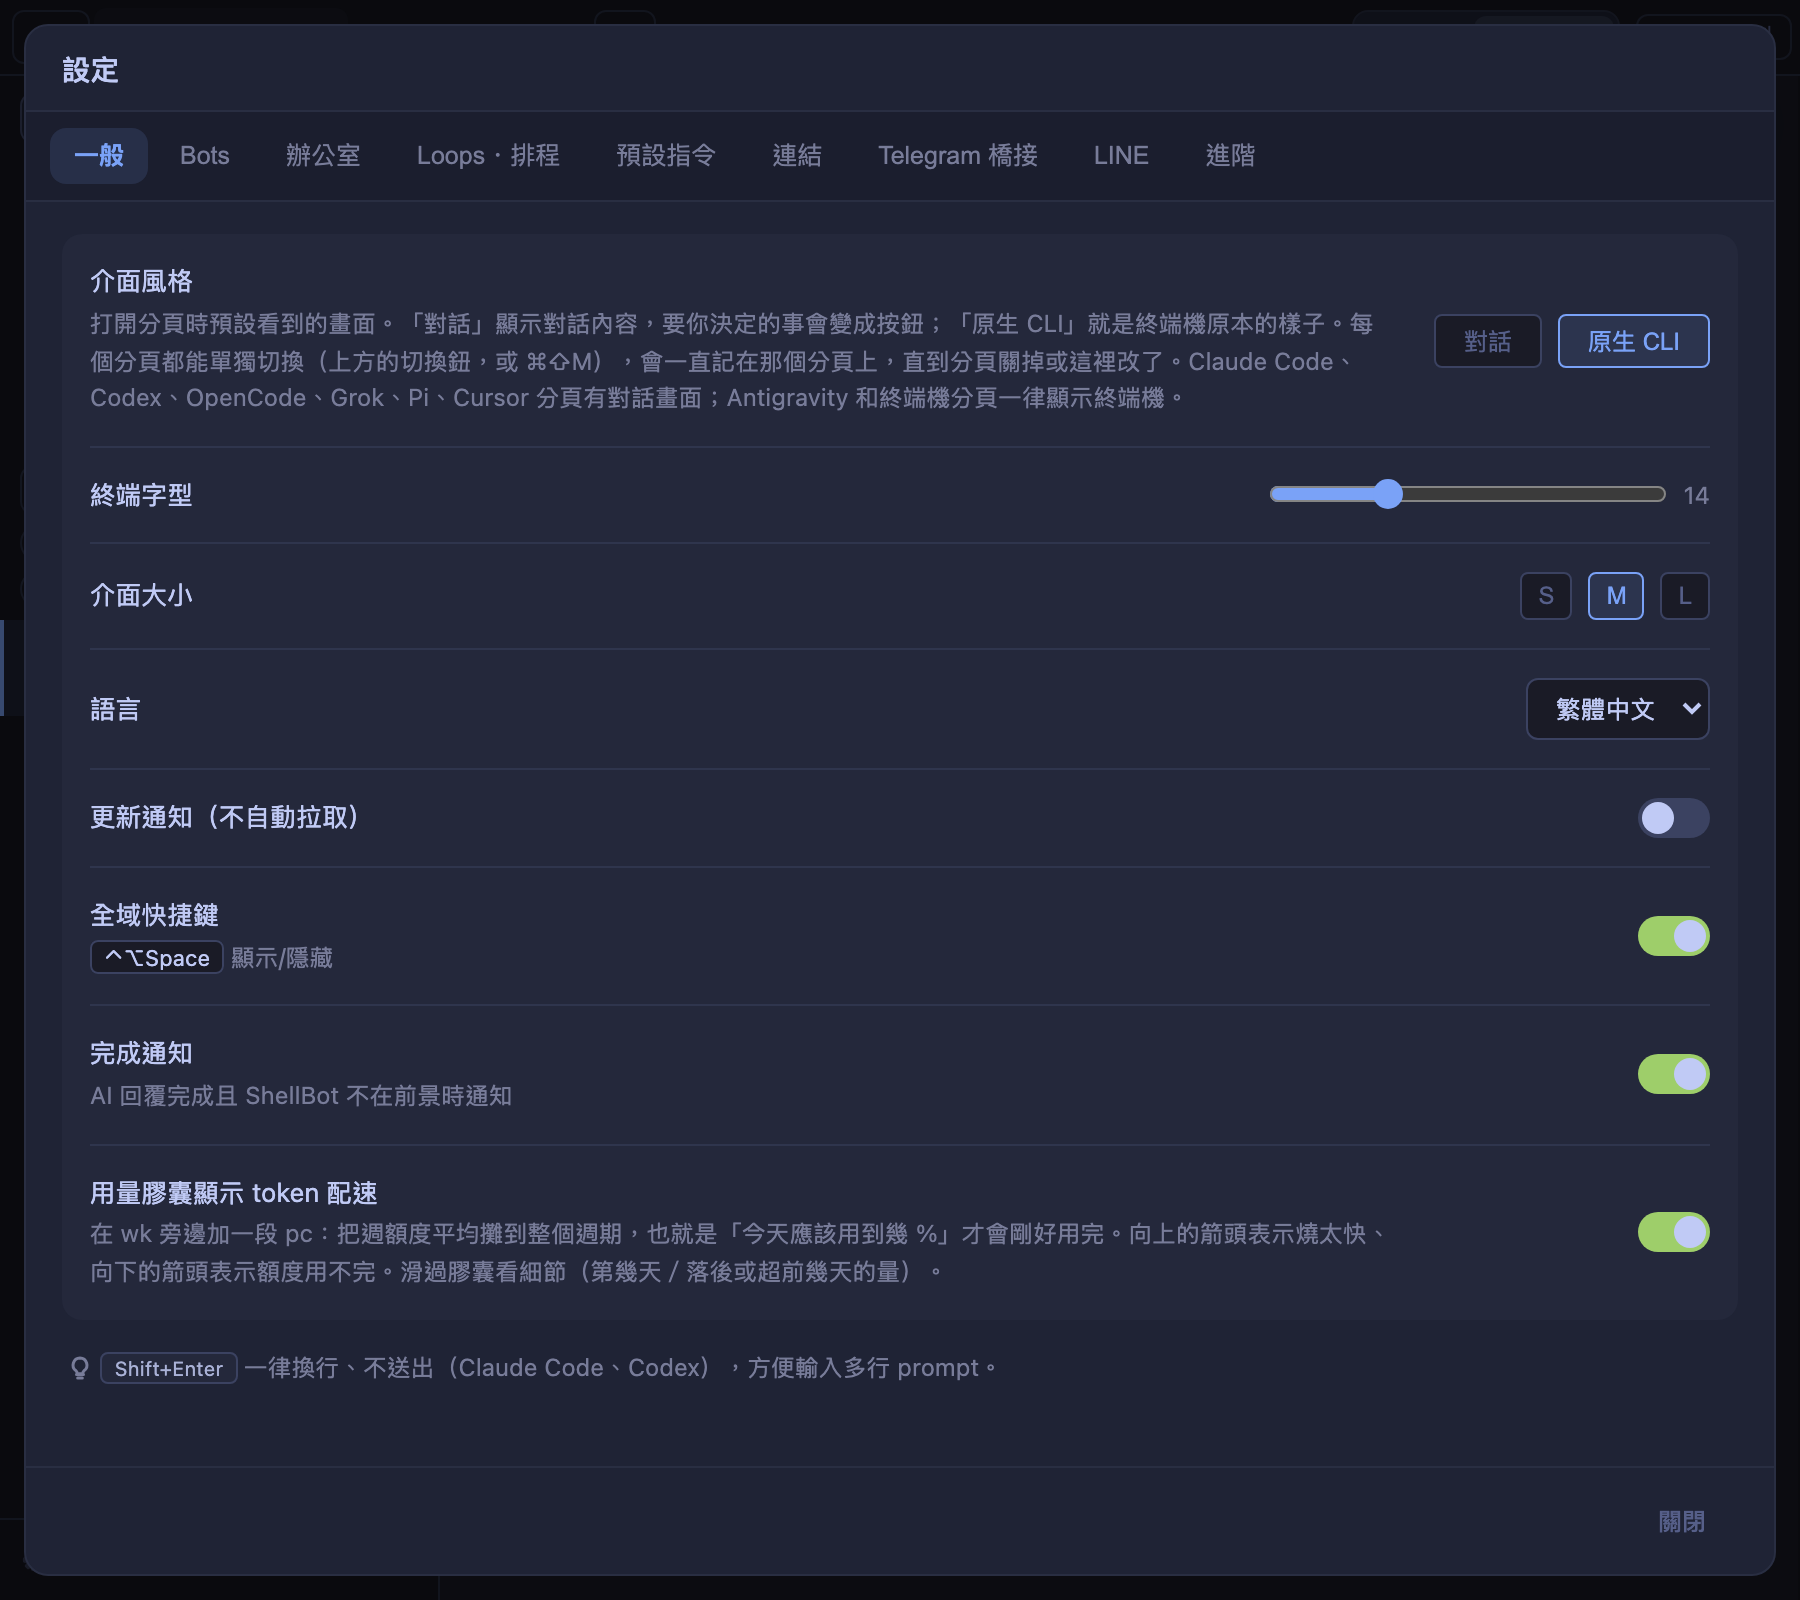 設定
一般
Bots
辦公室
Loops · 排程
預設指令
連結
Telegram 橋接
LINE
進階
介面風格
打開分頁時預設看到的畫面。「對話」顯示對話內容，要你決定的事會變成按鈕；「原生 CLI」就是終端機原本的樣子。每
個分頁都能單獨切換（上方的切換鈕，或 ⌘⇧M），會一直記在那個分頁上，直到分頁關掉或這裡改了。Claude Code、
Codex、OpenCode、Grok、Pi、Cursor 分頁有對話畫面；Antigravity 和終端機分頁一律顯示終端機。
對話
原生 CLI
終端字型
14
介面大小
S
M
L
語言
繁體中文
更新通知（不自動拉取）
全域快捷鍵
^⌥Space 顯示/隱藏
完成通知
AI 回覆完成且 ShellBot 不在前景時通知
用量膠囊顯示 token 配速
在 wk 旁邊加一段 pc：把週額度平均攤到整個週期，也就是「今天應該用到幾 %」才會剛好用完。向上的箭頭表示燒太快、
向下的箭頭表示額度用不完。滑過膠囊看細節（第幾天 / 落後或超前幾天的量）。
Shift+Enter 一律換行、不送出（Claude Code、Codex），方便輸入多行 prompt。
關閉